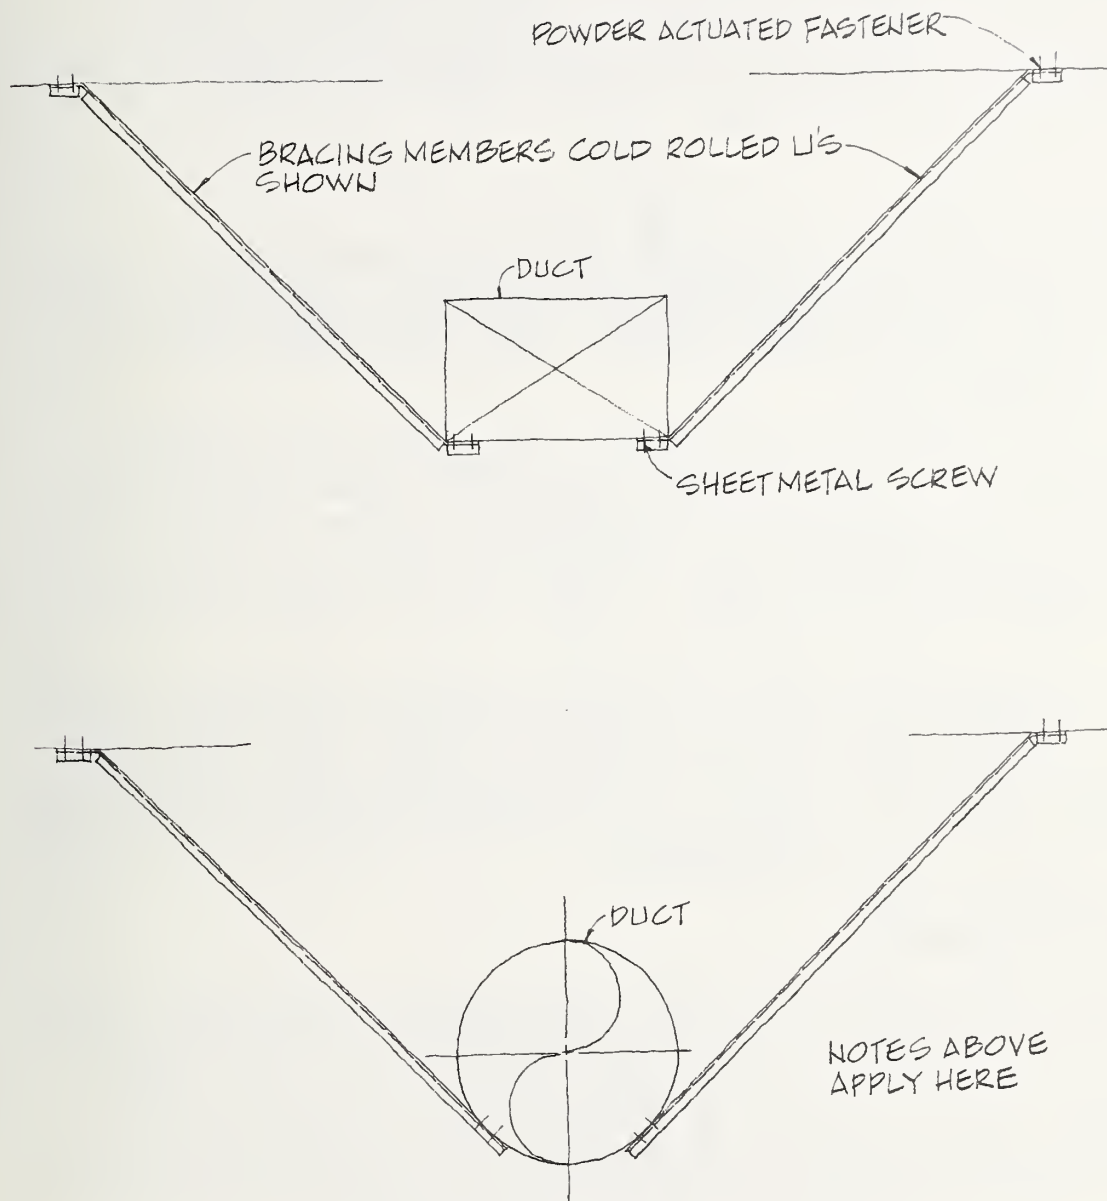 POWDER ACTUATED FASTENER
BRACING MEMBERS COLD ROLLED U'S
SHOWN
DUCT
SHEETMETAL SCREW
DUCT
NOTES ABOVE
APPLY HERE